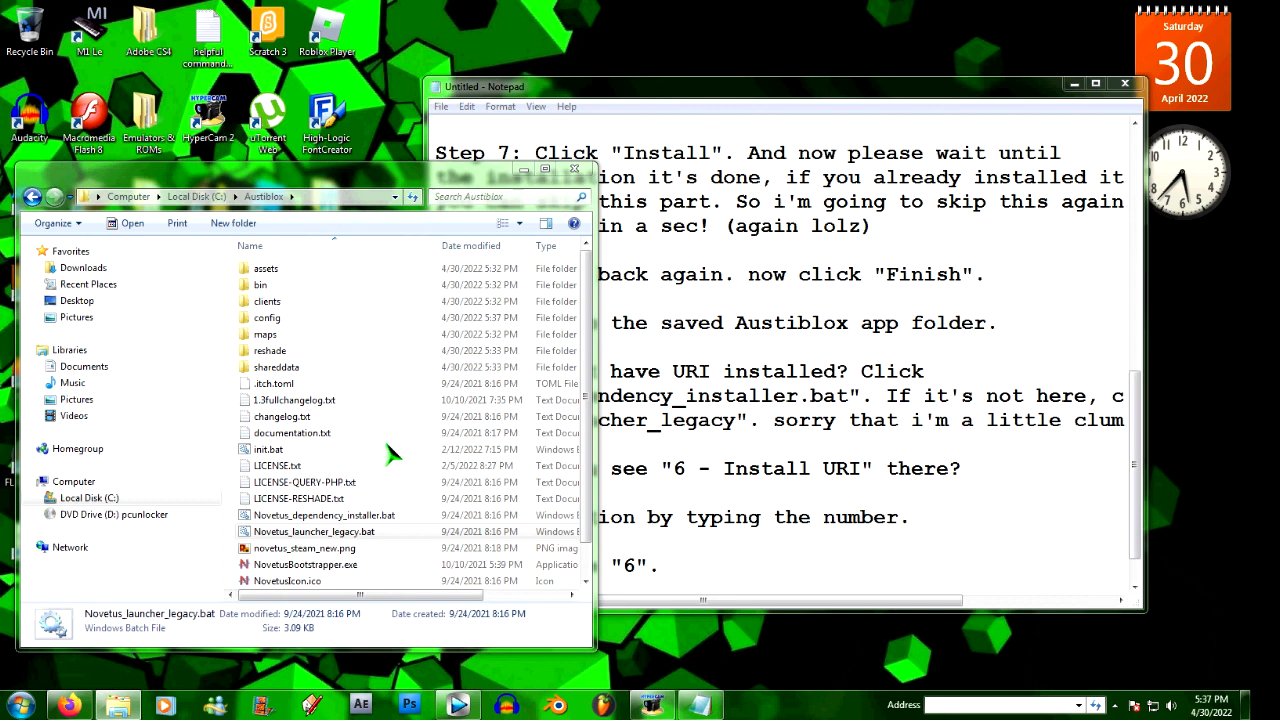 Recycle Bin
M1 Le
Adobe CS4
helpful
command...
Scratch 3
Roblox Player
Audacity
Macromedia
Flash 8
Emulators &
ROMs
HyperCam 2
uTorrent
Web
High-Logic
FontCreator
Saturday
30
April 2022
Untitled - Notepad
File Edit Format View Help
Step 7: Click "Install". And now please wait until
ion it's done, if you already installed it
this part. So i'm going to skip this again
in a sec! (again lolz)
back again. now click "Finish".
the saved Austiblox app folder.
have URI installed? Click
ndency_installer.bat". If it's not here, c
cher_legacy". sorry that i'm a little clum
see "6 - Install URI" there?
ion by typing the number.
"6".
Computer Local Disk (C:) Austiblox
Search Austiblox
Organize Open Print New folder
Favorites
Downloads
Recent Places
Desktop
Pictures
Libraries
Documents
Music
Pictures
Videos
Homegroup
Computer
Local Disk (C:)
DVD Drive (D:) pcunlocker
Network
Name Date modified Type
assets 4/30/2022 5:32 PM File folder
bin 4/30/2022 5:32 PM File folder
clients 4/30/2022 5:32 PM File folder
config 4/30/2022 5:37 PM File folder
maps 4/30/2022 5:32 PM File folder
reshade 4/30/2022 5:33 PM File folder
shareddata 4/30/2022 5:33 PM File folder
.itch.toml 9/24/2021 8:16 PM TOML File
1.3fullchangelog.txt 10/10/2021 7:35 PM Text Docu
changelog.txt 9/24/2021 8:16 PM Text Docu
documentation.txt 9/24/2021 8:17 PM Text Docu
init.bat 2/12/2022 7:15 PM Windows B
LICENSE.txt 2/5/2022 8:27 PM Text Docu
LICENSE-QUERY-PHP.txt 9/24/2021 8:16 PM Text Docu
LICENSE-RESHADE.txt 9/24/2021 8:16 PM Text Docu
Novetus_dependency_installer.bat 9/24/2021 8:16 PM Windows B
Novetus_launcher_legacy.bat 9/24/2021 8:16 PM Windows B
novetus_steam_new.png 9/24/2021 8:18 PM PNG imag
NovetusBootstrapper.exe 10/10/2021 5:39 PM Applicatio
NovetusIcon.ico 9/24/2021 8:16 PM Icon
Novetus_launcher_legacy.bat Date modified: 9/24/2021 8:16 PM Date created: 9/24/2021 8:16 PM
Windows Batch File Size: 3.09 KB
Address
5:37 PM
4/30/2022